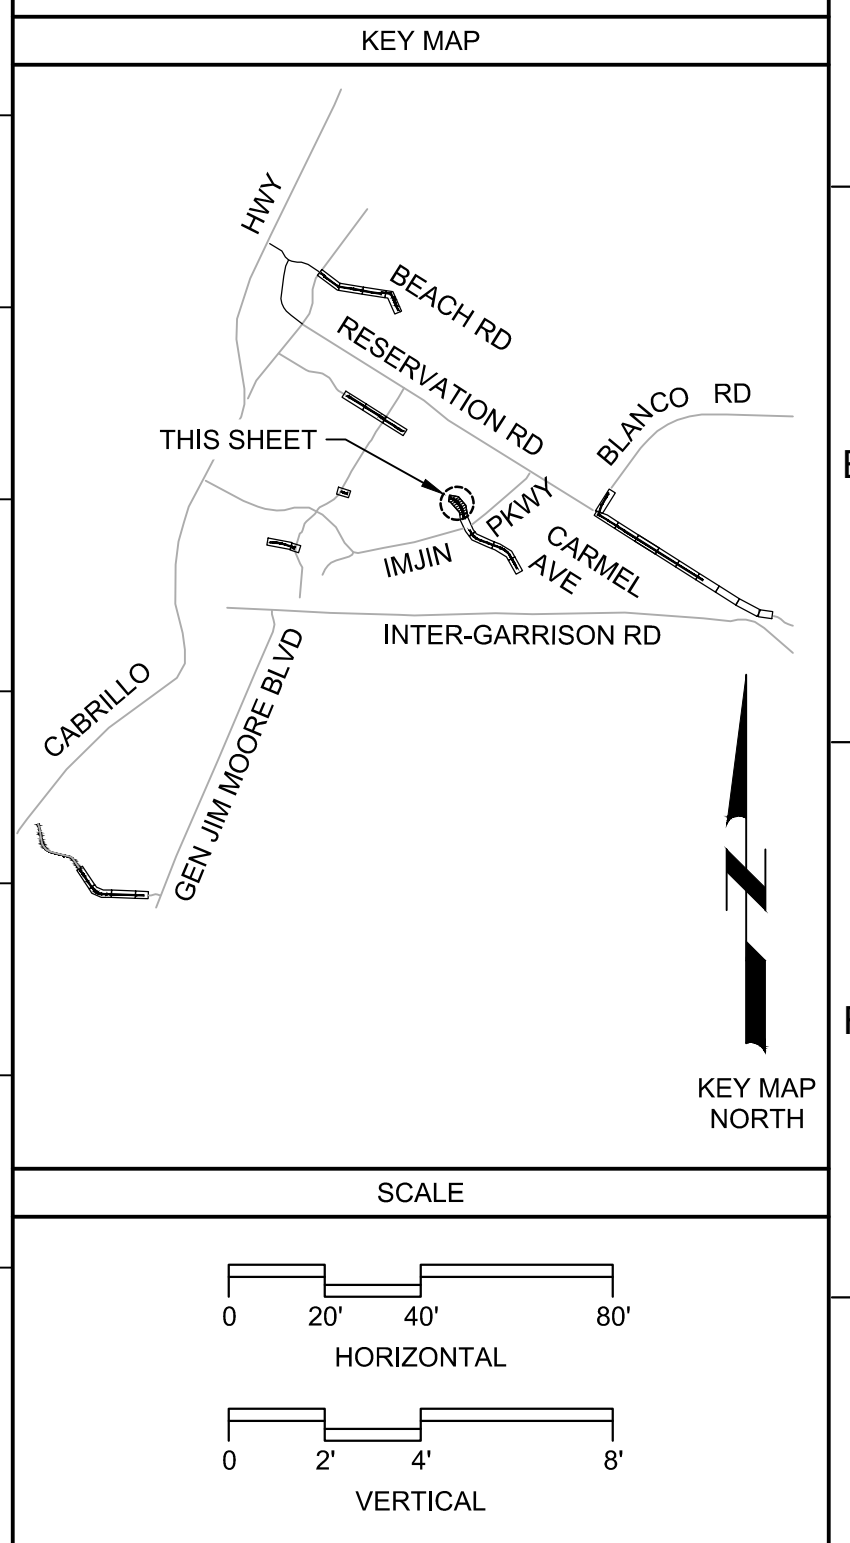 KEY MAP
HWY
BEACH RD
RESERVATION RD
BLANCO RD
THIS SHEET
IMJIN PKWY
CARMEL AVE
INTER-GARRISON RD
CABRILLO
GEN JIM MOORE BLVD
N
KEY MAP
NORTH
SCALE
0 20' 40' 80'
HORIZONTAL
0 2' 4' 8'
VERTICAL